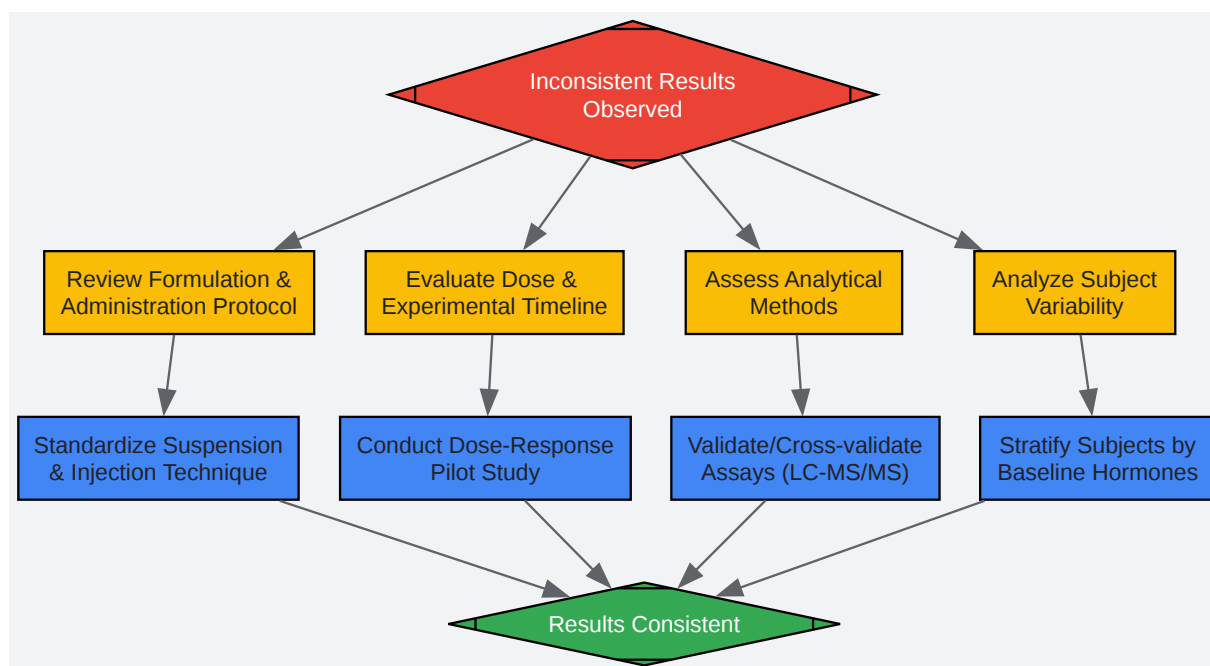 Inconsistent Results
Observed
Review Formulation &
Administration Protocol
Evaluate Dose &
Experimental Timeline
Assess Analytical
Methods
Analyze Subject
Variability
Standardize Suspension
& Injection Technique
Conduct Dose-Response
Pilot Study
Validate/Cross-validate
Assays (LC-MS/MS)
Stratify Subjects by
Baseline Hormones
Results Consistent